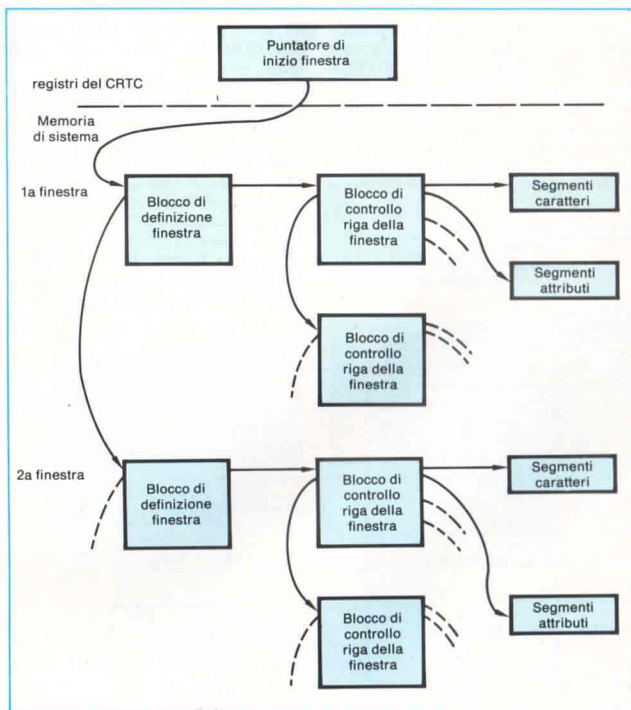 Puntatore di
inizio finestra
registri del CRTC
Memoria
di sistema
1a finestra
Blocco di
definizione
finestra
Blocco di
controllo
riga della
finestra
Segmenti
caratteri
Segmenti
attributi
Blocco di
controllo
riga della
finestra
2a finestra
Blocco di
definizione
finestra
Blocco di
controllo
riga della
finestra
Segmenti
caratteri
Blocco di
controllo
riga della
finestra
Segmenti
attributi